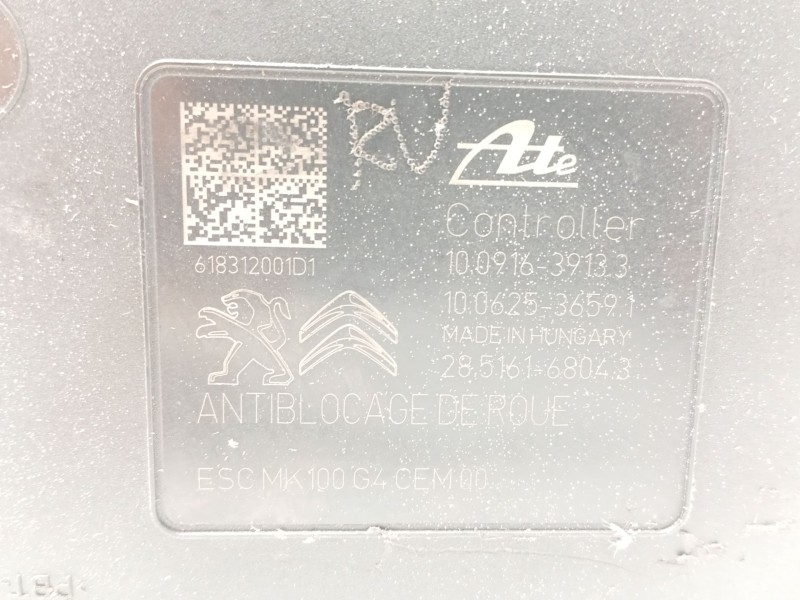 RV
Ate
Controller
618312001D1
10.0916-3913.3
10.0625-3659.1
MADE IN HUNGARY
28.5161-6804.3
ANTIBLOCAGE DE ROUE
ESC MK100 G4 CEM 00